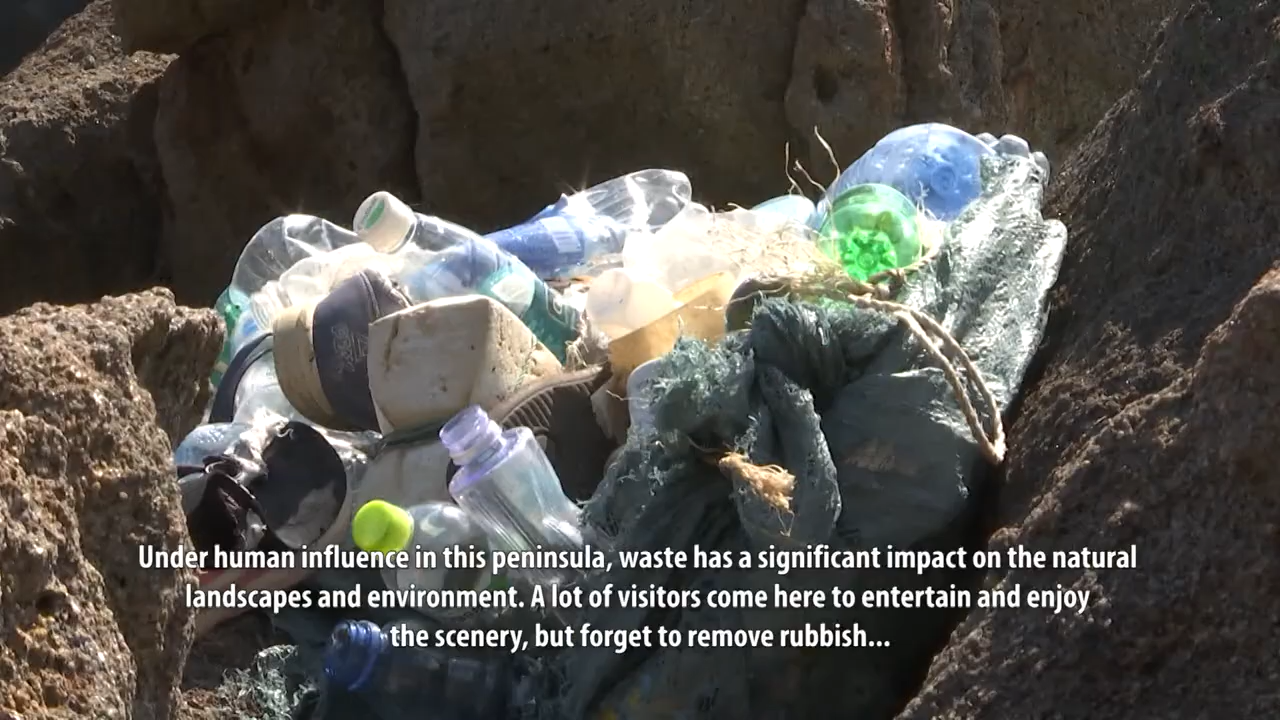 Under human influence in this peninsula, waste has a significant impact on the natural
landscapes and environment. A lot of visitors come here to entertain and enjoy
the scenery, but forget to remove rubbish...